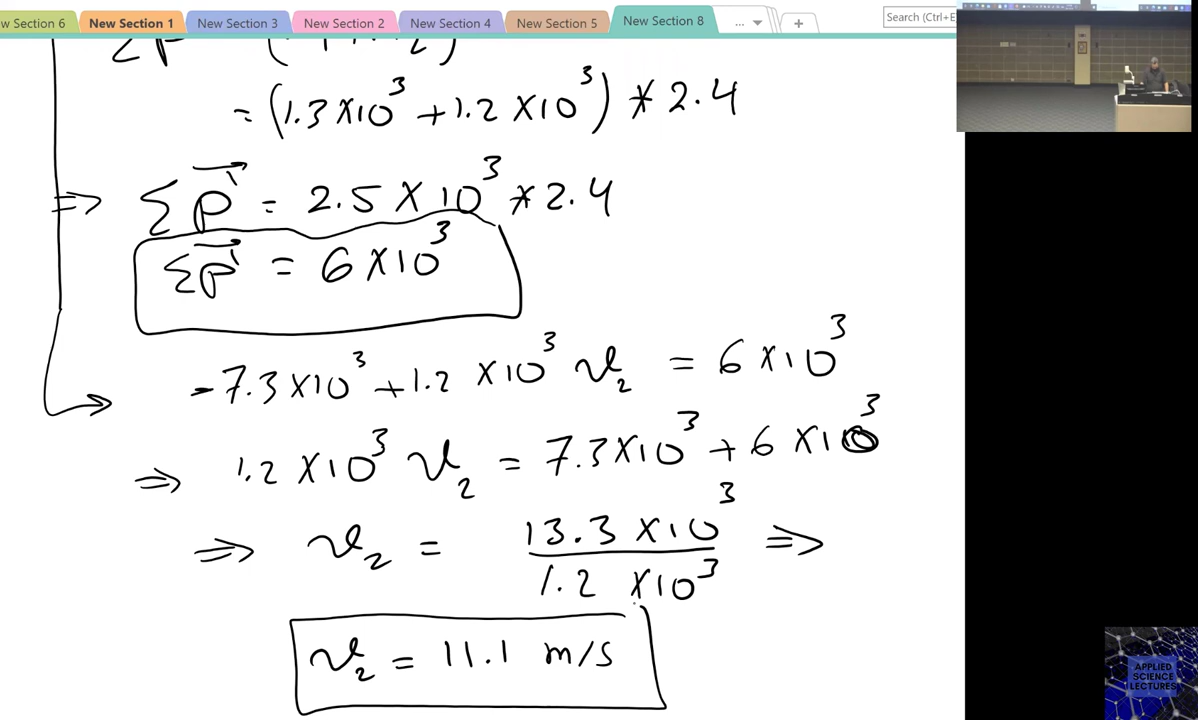 w Section 6 New Section 1 New Section 3 New Section 2 New Section 4 New Section 5 New Section 8 ... + Search (Ctrl+E
= (1.3 × 10³ + 1.2 × 10³) * 2.4
⇒ Σp⃗' = 2.5 × 10³ * 2.4
Σp⃗' = 6 × 10³
-7.3 × 10³ + 1.2 × 10³ v₂ = 6 × 10³
⇒ 1.2 × 10³ v₂ = 7.3 × 10³ + 6 × 10³
⇒ v₂ = 13.3 × 10³ / 1.2 × 10³ ⇒
v₂ = 11.1 m/s
APPLIED
SCIENCE
LECTURES